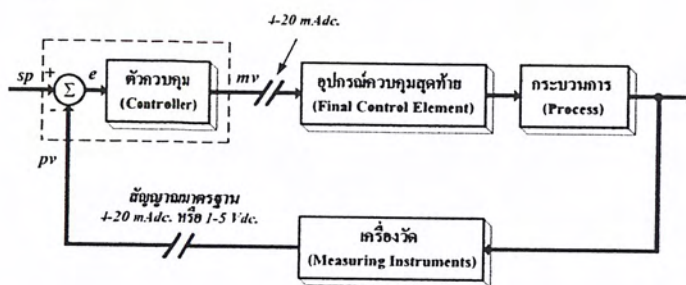 4-20 mAdc.
sp
+
Σ
-
e
ตัวควบคุม
(Controller)
mv
อุปกรณ์ควบคุมสุดท้าย
(Final Control Element)
กระบวนการ
(Process)
pv
สัญญาณมาตรฐาน
4-20 mAdc. หรือ 1-5 Vdc.
เครื่องวัด
(Measuring Instruments)